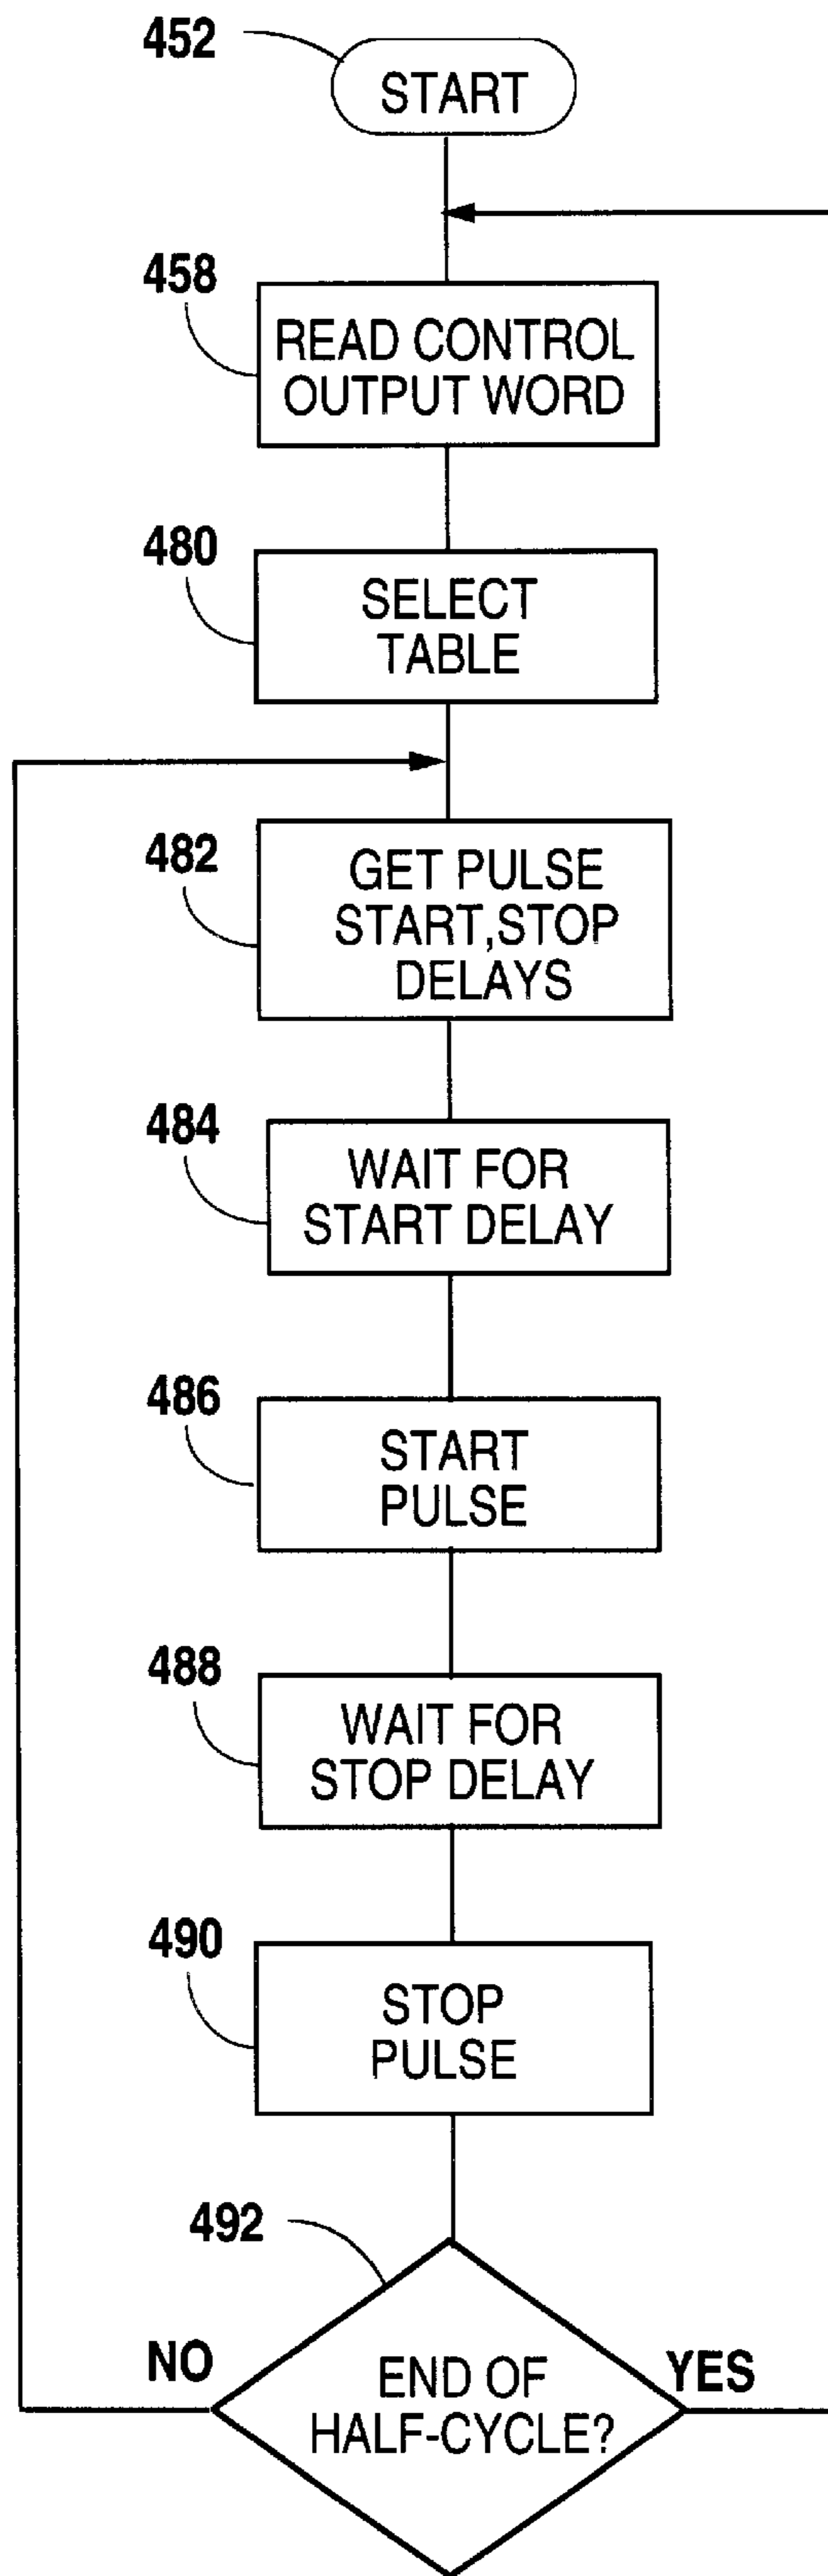 452
START
458
READ CONTROL
OUTPUT WORD
480
SELECT
TABLE
482
GET PULSE
START,STOP
DELAYS
484
WAIT FOR
START DELAY
486
START
PULSE
488
WAIT FOR
STOP DELAY
490
STOP
PULSE
492
NO
YES
END OF
HALF-CYCLE?